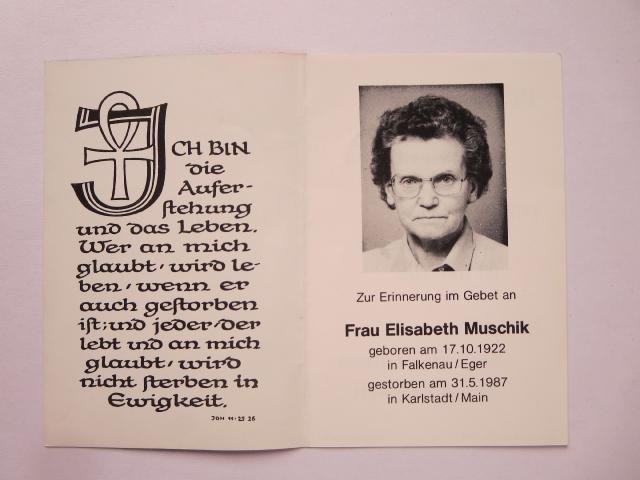 ICH BIN
die
Aufer-
stehung
und das Leben.
Wer an mich
glaubt, wird le-
ben, wenn er
auch gestorben
ist; und jeder, der
lebt und an mich
glaubt, wird
nicht sterben in
Ewigkeit.
JOH 11·25 26
Zur Erinnerung im Gebet an
Frau Elisabeth Muschik
geboren am 17.10.1922
in Falkenau/Eger
gestorben am 31.5.1987
in Karlstadt/Main